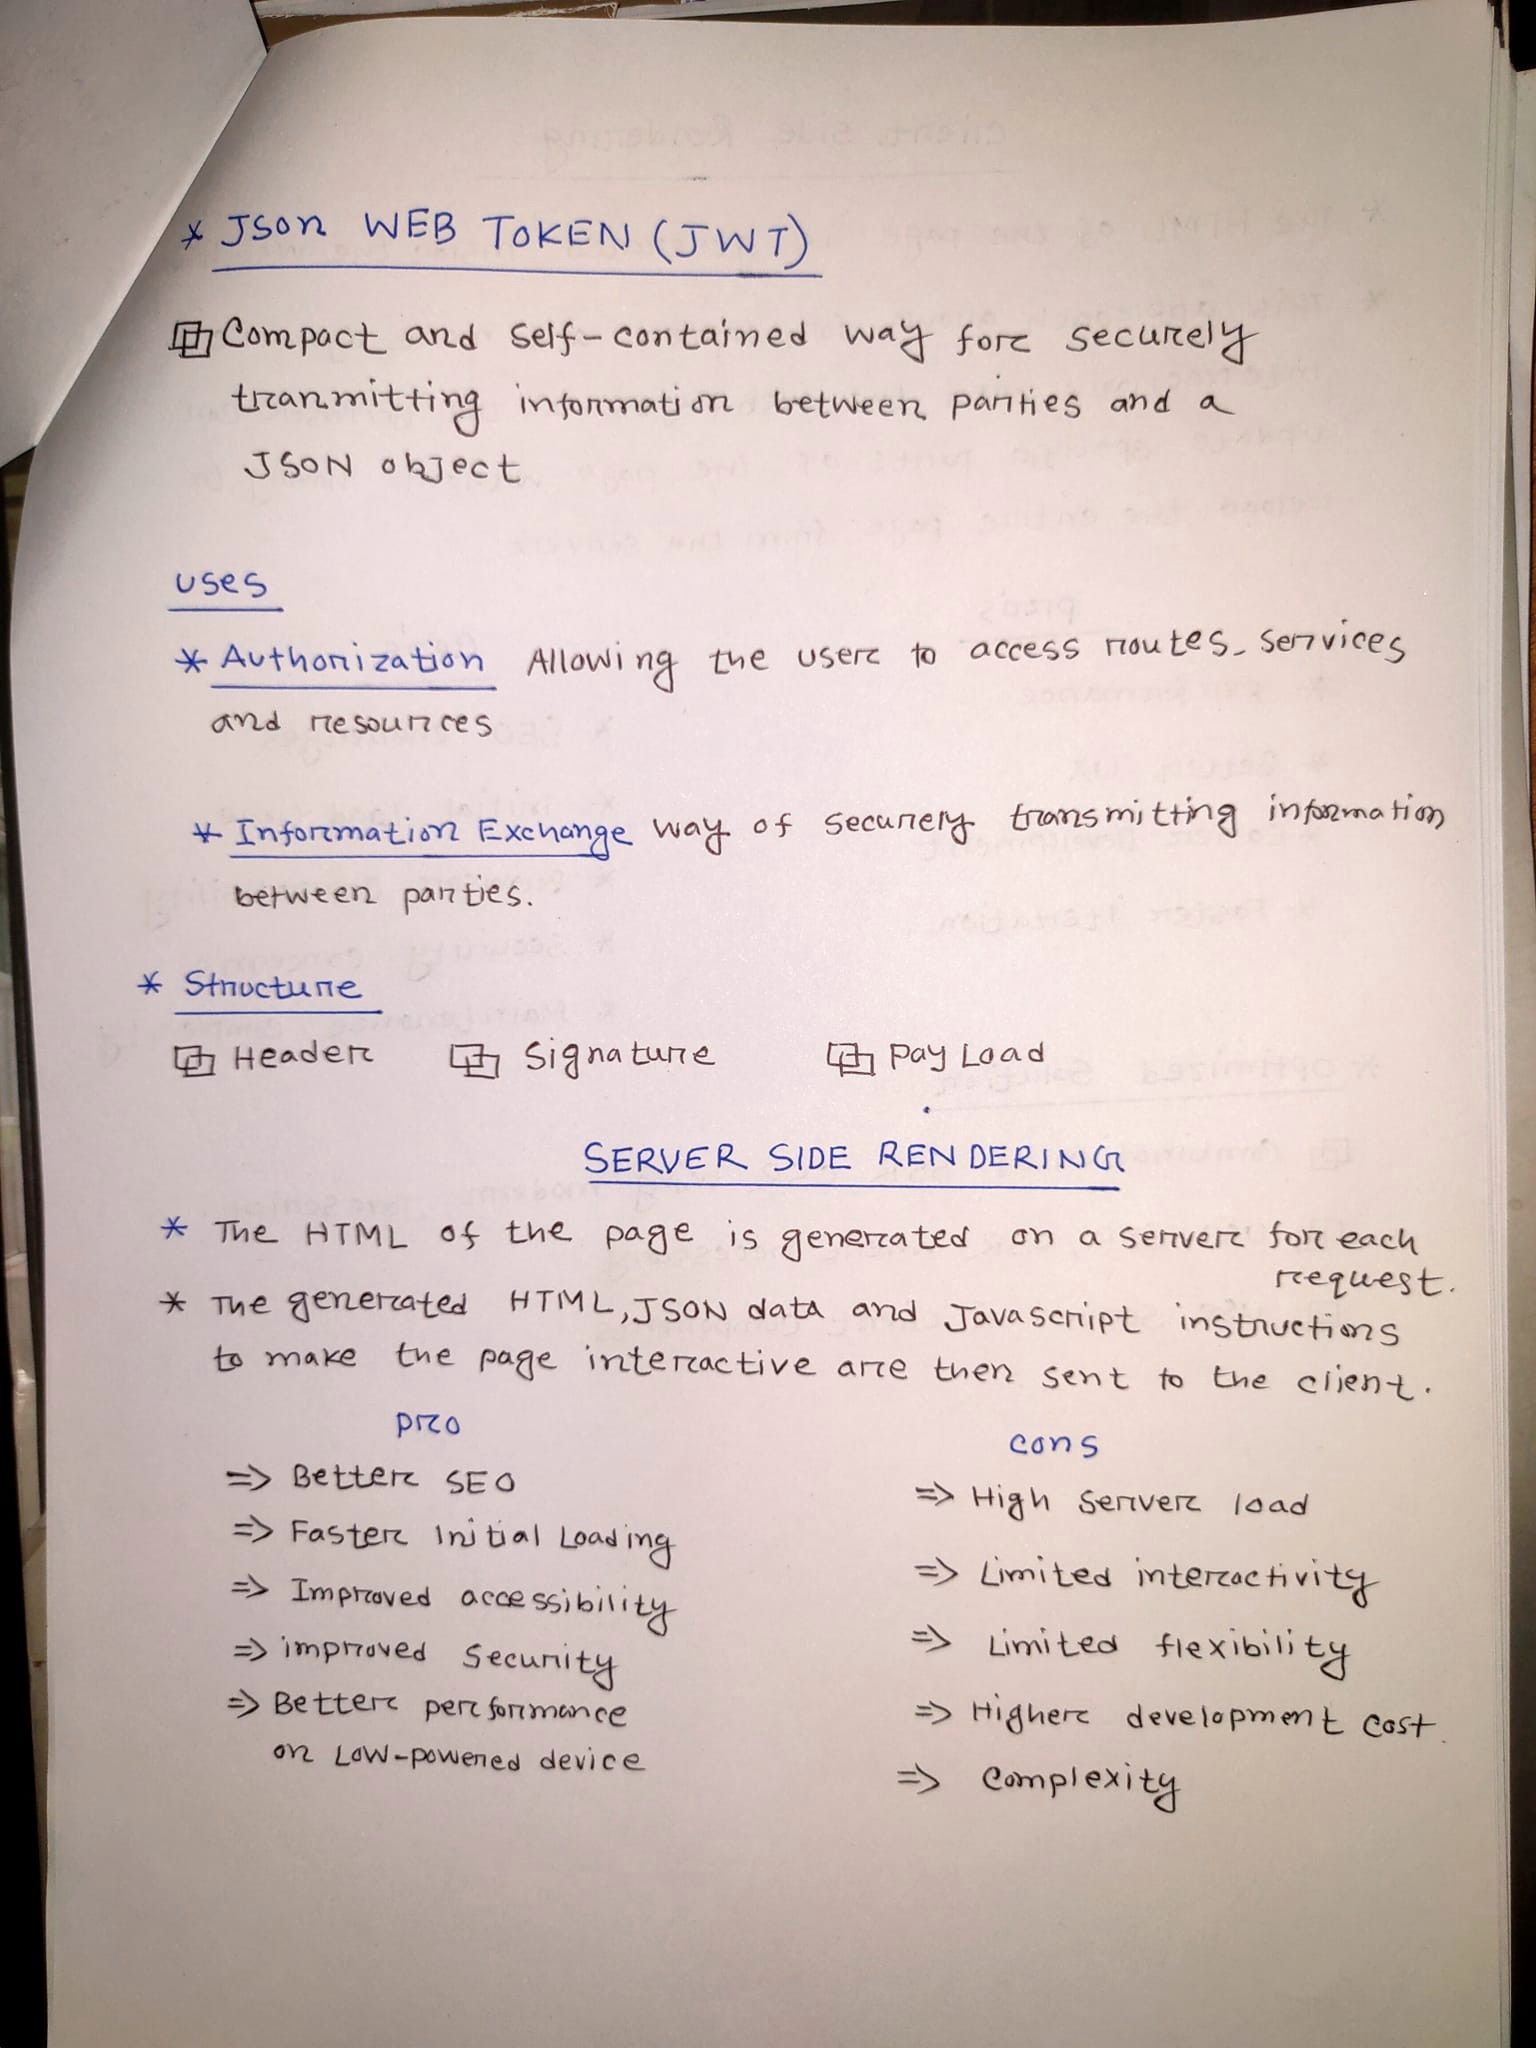 * Json WEB TOKEN (JWT)
Compact and self-contained way for securely
tranmitting information between parities and a
JSON object
uses
* Authorization Allowing the user to access routes, services
and resources
* Information Exchange way of securely transmitting information
between parties.
* Structure
Header Signature Pay Load
SERVER SIDE RENDERING
* The HTML of the page is generated on a server for each
request.
* The generated HTML, JSON data and Javascript instructions
to make the page interactive are then sent to the client.
pro
cons
=> Better SEO
=> High server load
=> Faster Initial Loading
=> Limited interactivity
=> Improved accessibility
=> Limited flexibility
=> improved Security
=> Higher development cost.
=> Better performance
on Low-powered device
=> Complexity